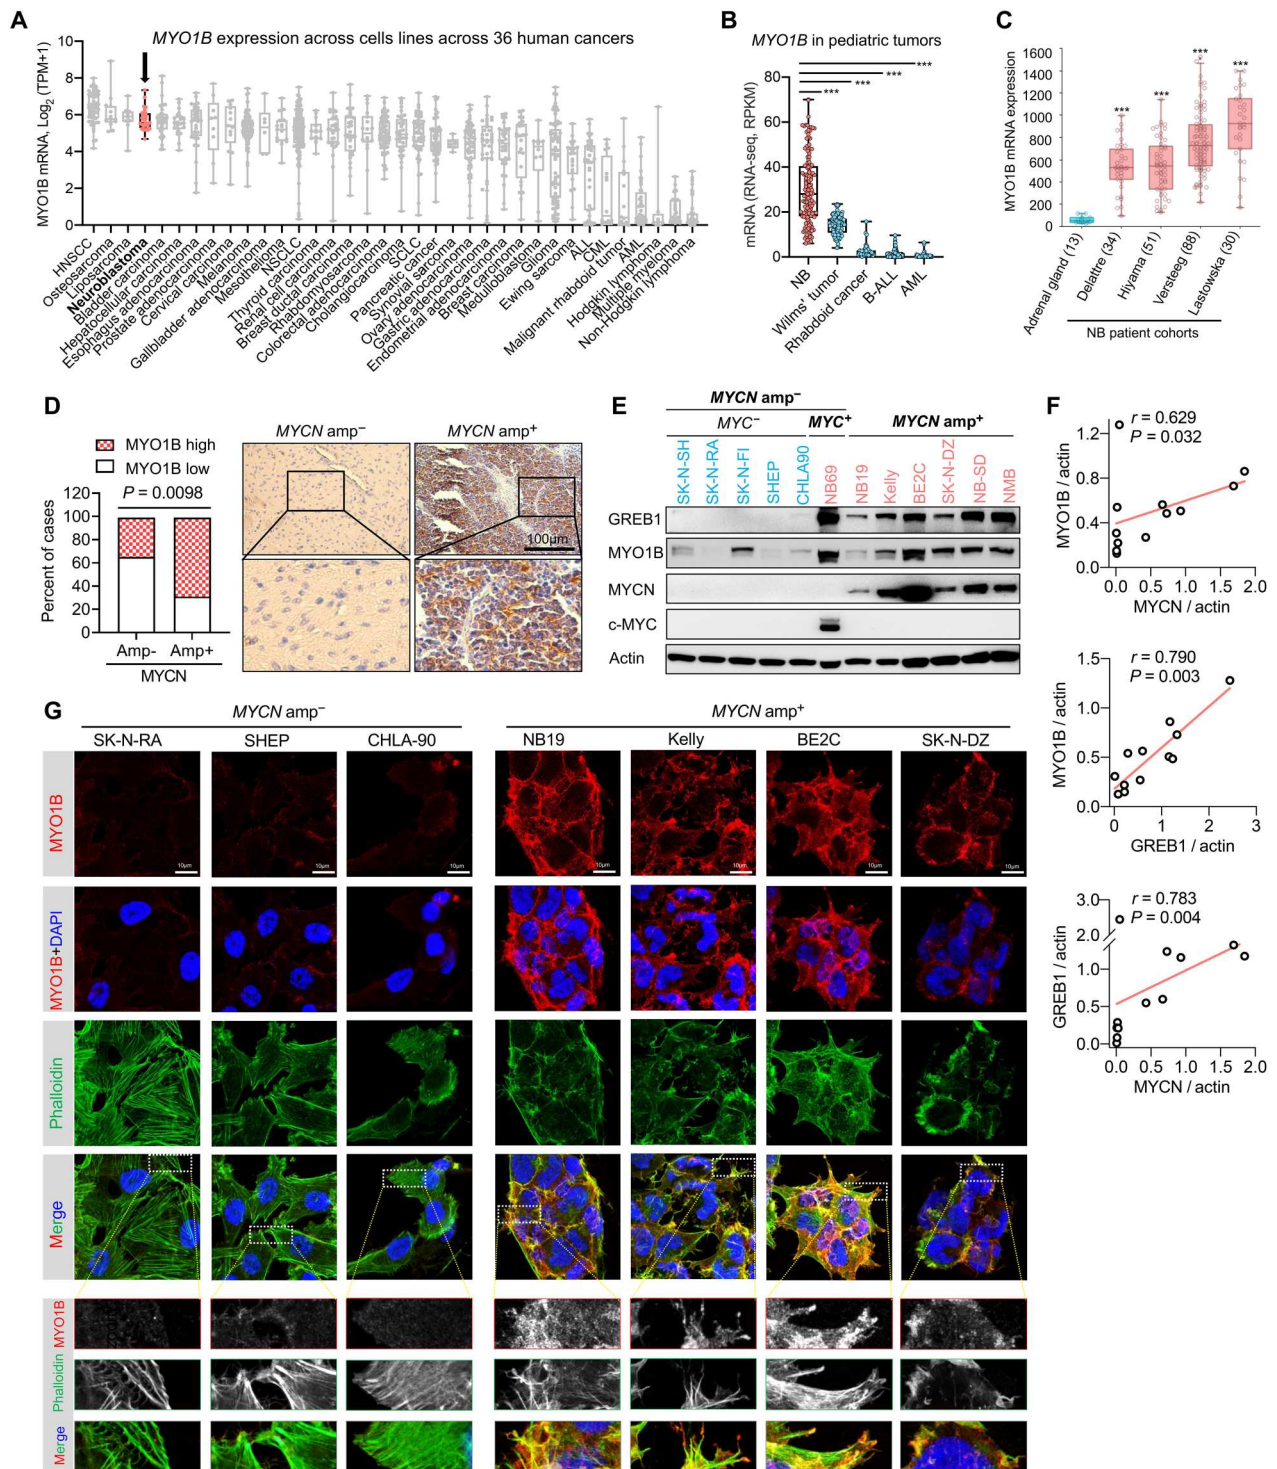 A
MYO1B expression across cells lines across 36 human cancers
MYO1B mRNA, Log2 (TPM+1)
10
8
6
4
2
0
HNSCC
Osteosarcoma
Liposarcoma
Neuroblastoma
Bladder carcinoma
Hepatocellular carcinoma
Esophagus adenocarcinoma
Prostate adenocarcinoma
Cervical carcinoma
Melanoma
Gallbladder adenocarcinoma
Mesothelioma
NSCLC
Thyroid carcinoma
Renal cell carcinoma
Breast ductal carcinoma
Rhabdomyosarcoma
Colorectal adenocarcinoma
Cholangiocarcinoma
SCLC
Pancreatic cancer
Synovial sarcoma
Ovary adenocarcinoma
Gastric adenocarcinoma
Endometrial adenocarcinoma
Breast carcinoma
Medulloblastoma
Glioma
Ewing sarcoma
ALL
AML
Malignant rhabdoid tumor
AML
Hodgkin lymphoma
Multiple myeloma
Non-Hodgkin lymphoma
B
MYO1B in pediatric tumors
mRNA (RNA-seq, RPKM)
80
60
40
20
0
***
***
***
***
NB
Wilms' tumor
Rhabdoid cancer
B-ALL
AML
C
MYO1B mRNA expression
1600
1400
1200
1000
800
600
400
200
0
***
***
***
***
Adrenal gland (13)
Delattre (34)
Hiyama (51)
Versteeg (88)
Lastowska (30)
NB patient cohorts
D
MYO1B high
MYO1B low
P = 0.0098
Percent of cases
120
100
80
60
40
20
0
Amp-
Amp+
MYCN
MYCN amp–
MYCN amp+
100μm
E
MYCN amp–
MYC–
MYC+
MYCN amp+
SK-N-SH
SK-N-RA
SK-N-FI
SHEP
CHLA90
NB69
NB19
Kelly
BE2C
SK-N-DZ
NB-SD
NMB
GREB1
MYO1B
MYCN
c-MYC
Actin
F
r = 0.629
P = 0.032
MYO1B / actin
1.2
0.8
0.4
0.0
0.0 0.5 1.0 1.5 2.0
MYCN / actin
r = 0.790
P = 0.003
MYO1B / actin
1.5
1.0
0.5
0.0
0 1 2 3
GREB1 / actin
r = 0.783
P = 0.004
GREB1 / actin
3.0
2.0
1.0
0.5
0.0
0.0 0.5 1.0 1.5 2.0
MYCN / actin
G
MYCN amp–
MYCN amp+
SK-N-RA
SHEP
CHLA-90
NB19
Kelly
BE2C
SK-N-DZ
MYO1B
10μm
10μm
10μm
10μm
10μm
10μm
10μm
MYO1B+DAPI
Phalloidin
Merge
MYO1B
Phalloidin
Merge